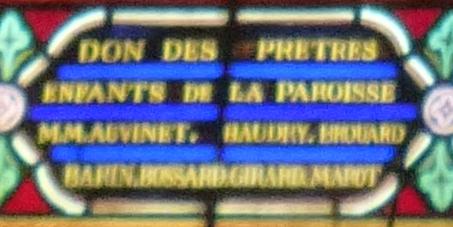 DON DES PRETRES
ENFANTS DE LA PAROISSE
M.M.AUVINET. BAUDRY. BROUARD
BARIN.BOSSARD.GIRARD.MAROT